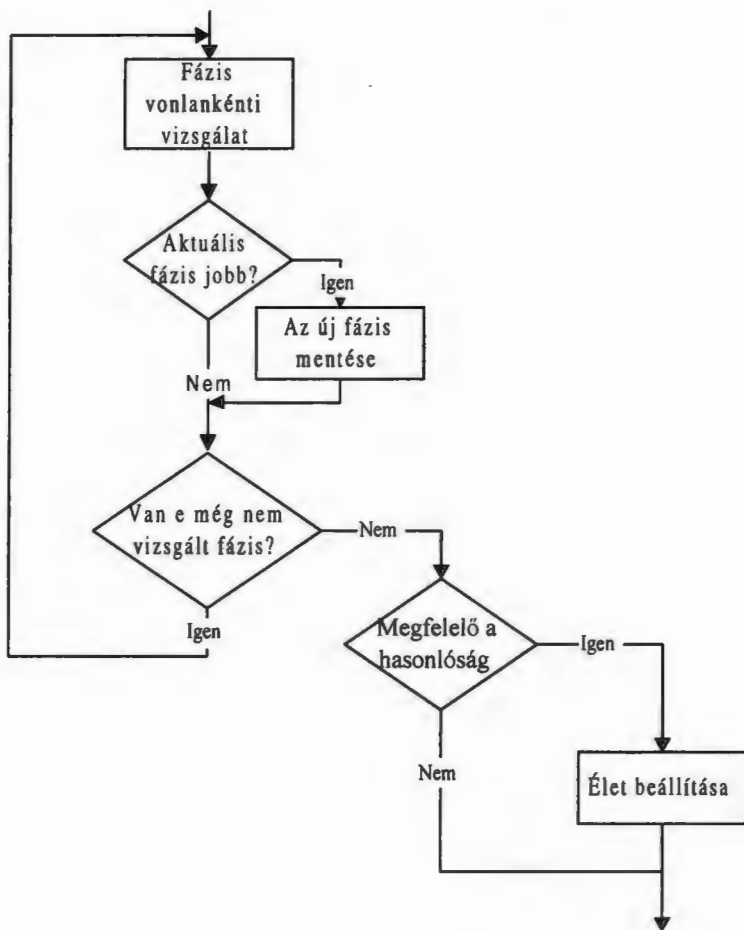 Fázis
vonlankénti
vizsgálat
Aktuális
fázis jobb?
Igen
Az új fázis
mentése
Nem
Van e még nem
vizsgált fázis?
Nem
Igen
Megfelelő a
hasonlóság
Igen
Nem
Élet beállítása